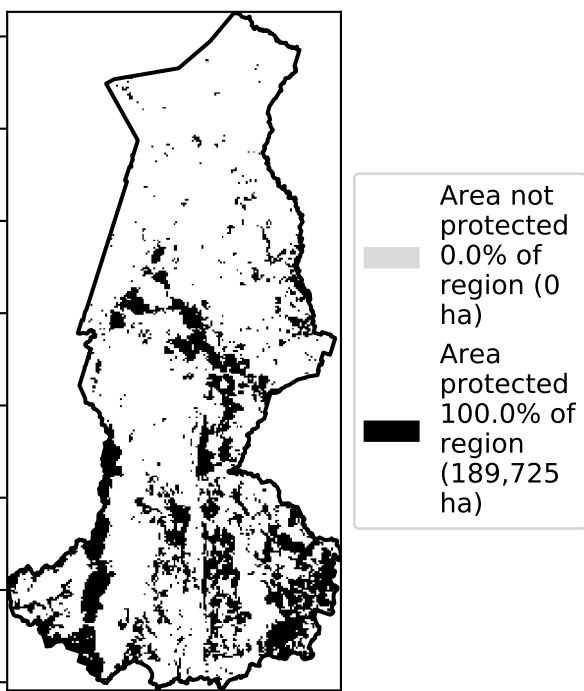 Area not
protected
0.0% of
region (0
ha)
Area
protected
100.0% of
region
(189,725
ha)